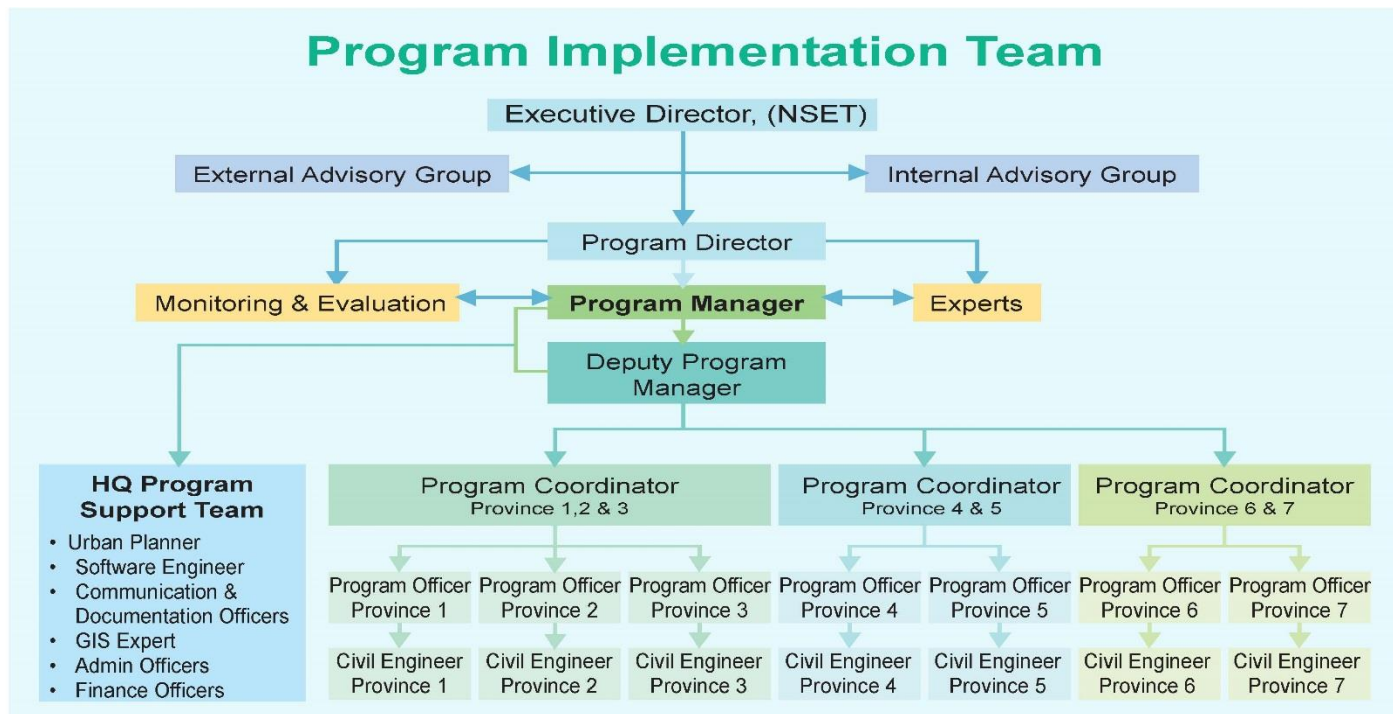 Program Implementation Team
Executive Director, (NSET)
External Advisory Group
Internal Advisory Group
Program Director
Monitoring & Evaluation
Program Manager
Experts
Deputy Program
Manager
HQ Program
Support Team
• Urban Planner
• Software Engineer
• Communication &
Documentation Officers
• GIS Expert
• Admin Officers
• Finance Officers
Program Coordinator
Province 1,2 & 3
Program Coordinator
Province 4 & 5
Program Coordinator
Province 6 & 7
Program Officer
Province 1
Program Officer
Province 2
Program Officer
Province 3
Program Officer
Province 4
Program Officer
Province 5
Program Officer
Province 6
Program Officer
Province 7
Civil Engineer
Province 1
Civil Engineer
Province 2
Civil Engineer
Province 3
Civil Engineer
Province 4
Civil Engineer
Province 5
Civil Engineer
Province 6
Civil Engineer
Province 7